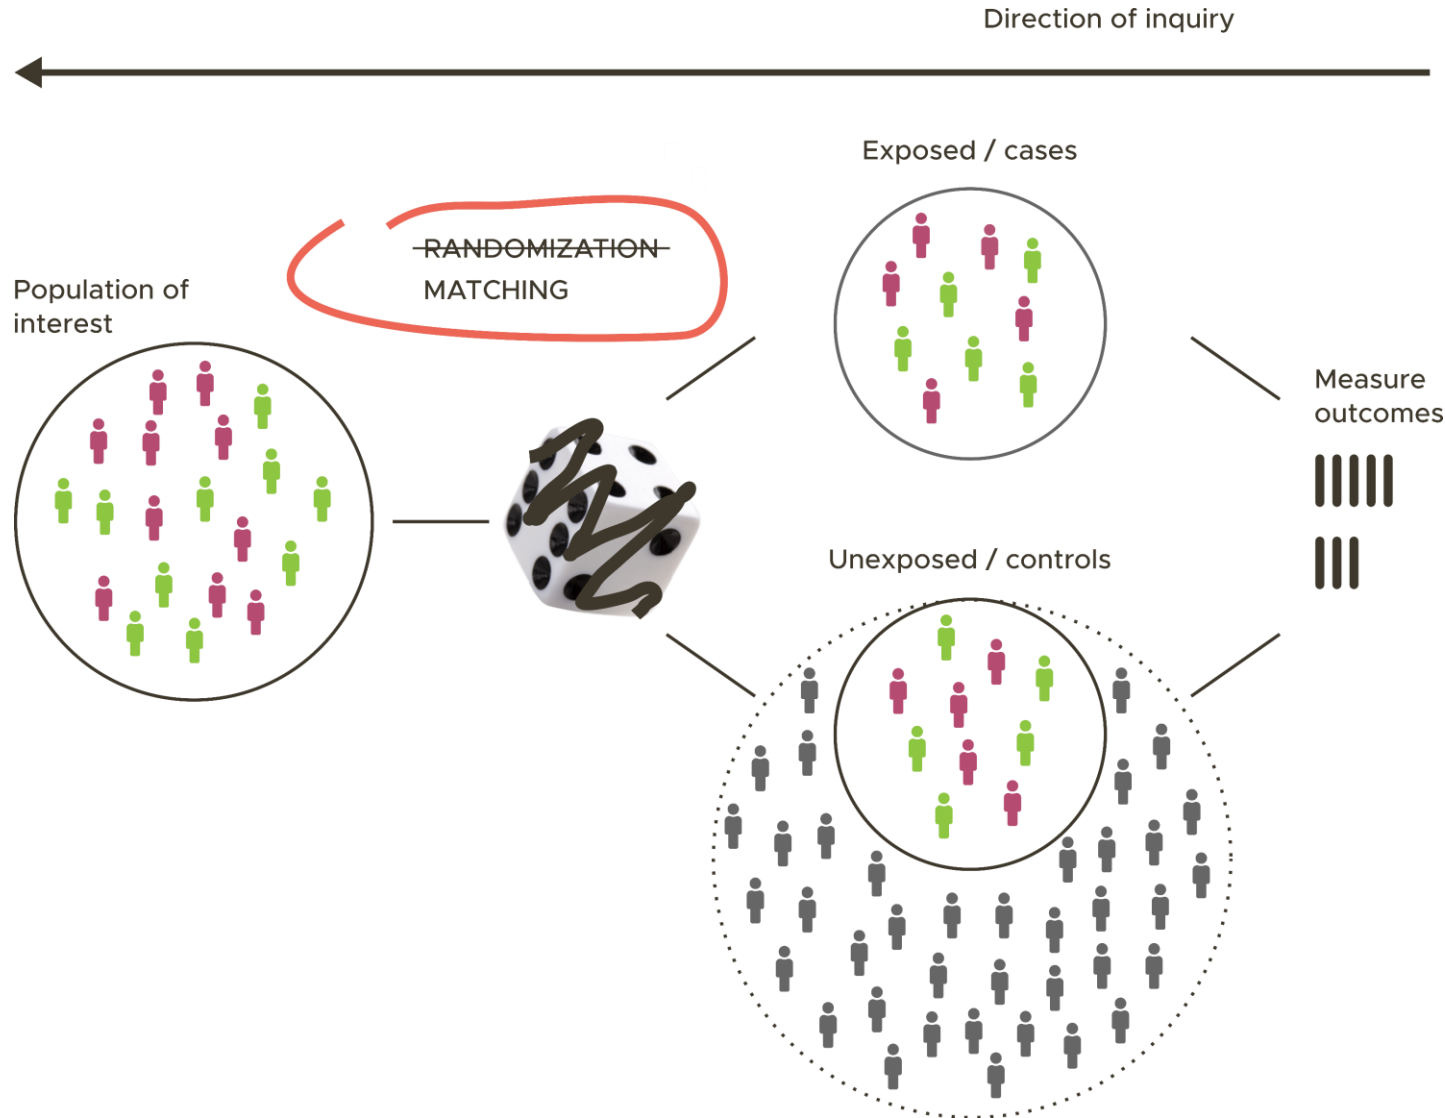 Direction of inquiry
Exposed / cases
RANDOMIZATION
MATCHING
Population of
interest
Measure
outcomes
Unexposed / controls